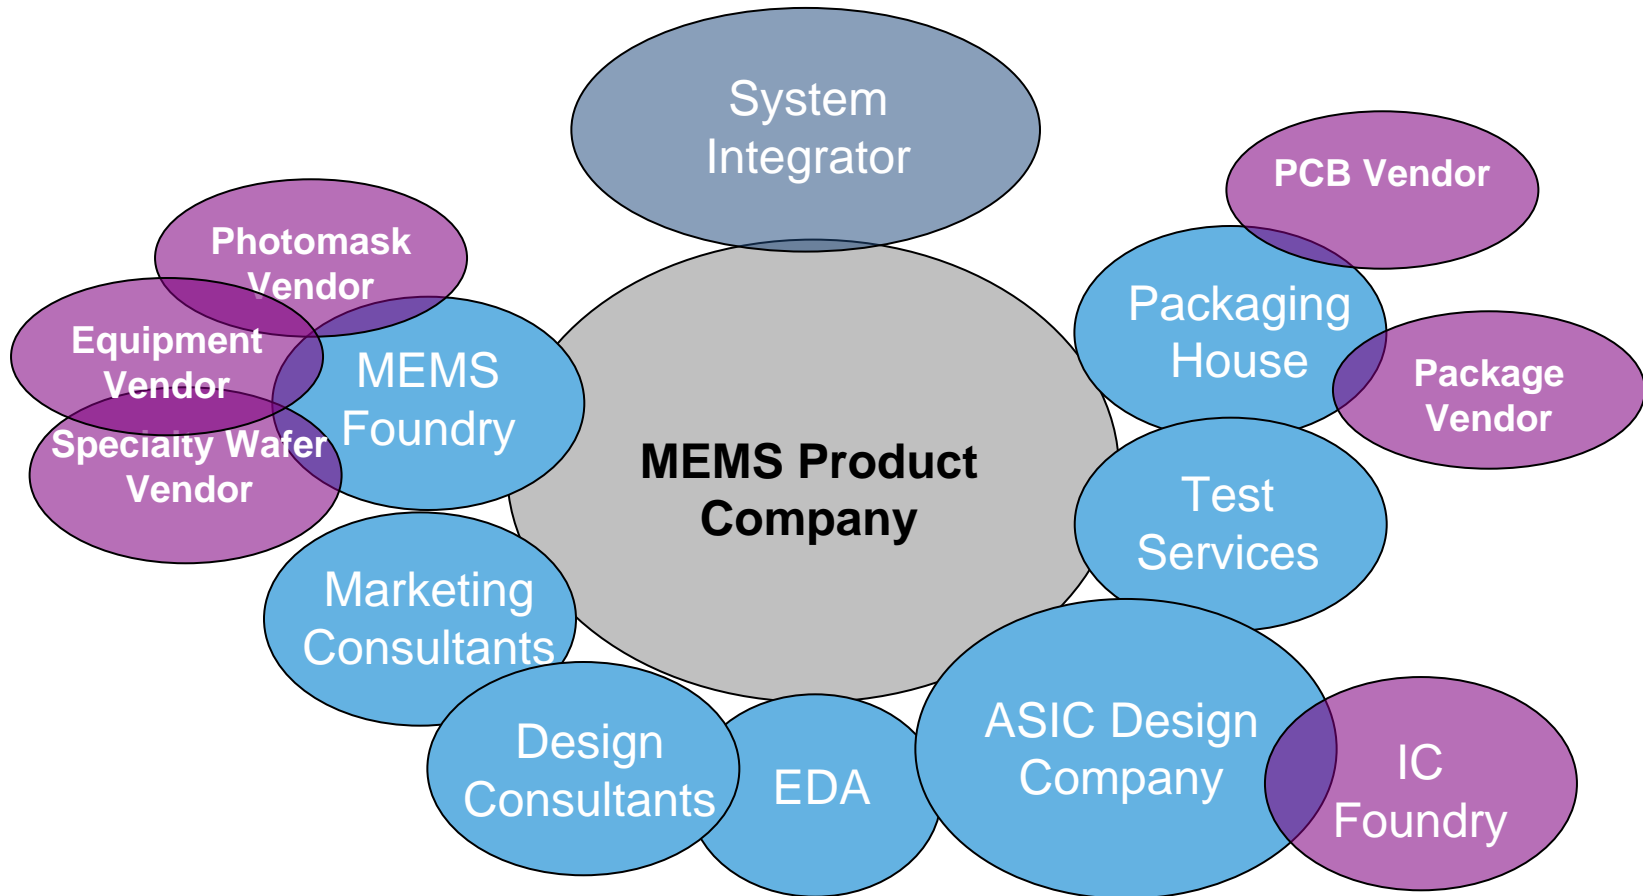 System
Integrator
PCB Vendor
Photomask
Vendor
Packaging
House
Equipment
Vendor
MEMS
Foundry
Package
Vendor
Specialty Wafer
Vendor
MEMS Product
Company
Test
Services
Marketing
Consultants
Design
Consultants
EDA
ASIC Design
Company
IC
Foundry